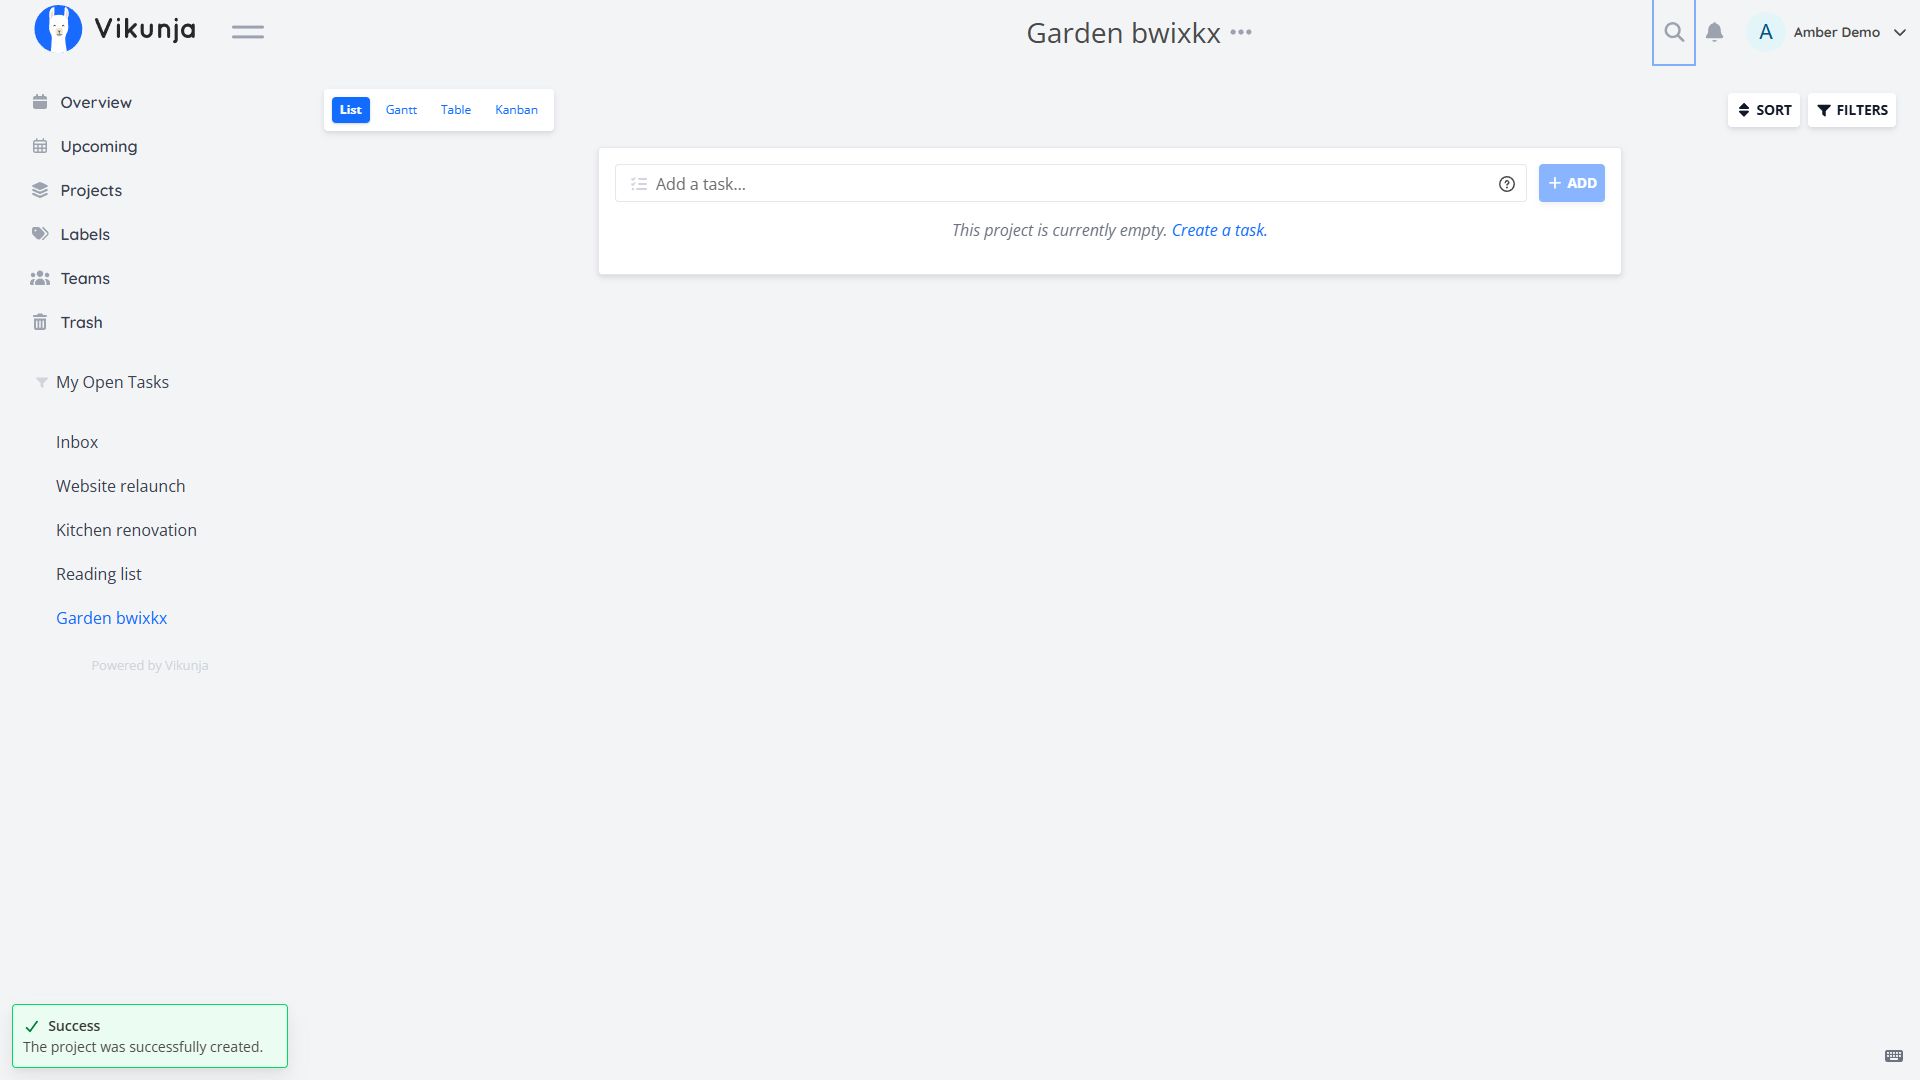 Vikunja
Garden bwixkx
A
Amber Demo
Overview
Upcoming
Projects
Labels
Teams
Trash
My Open Tasks
Inbox
Website relaunch
Kitchen renovation
Reading list
Garden bwixkx
Powered by Vikunja
List Gantt Table Kanban
SORT FILTERS
Add a task...
ADD
This project is currently empty. Create a task.
Success
The project was successfully created.